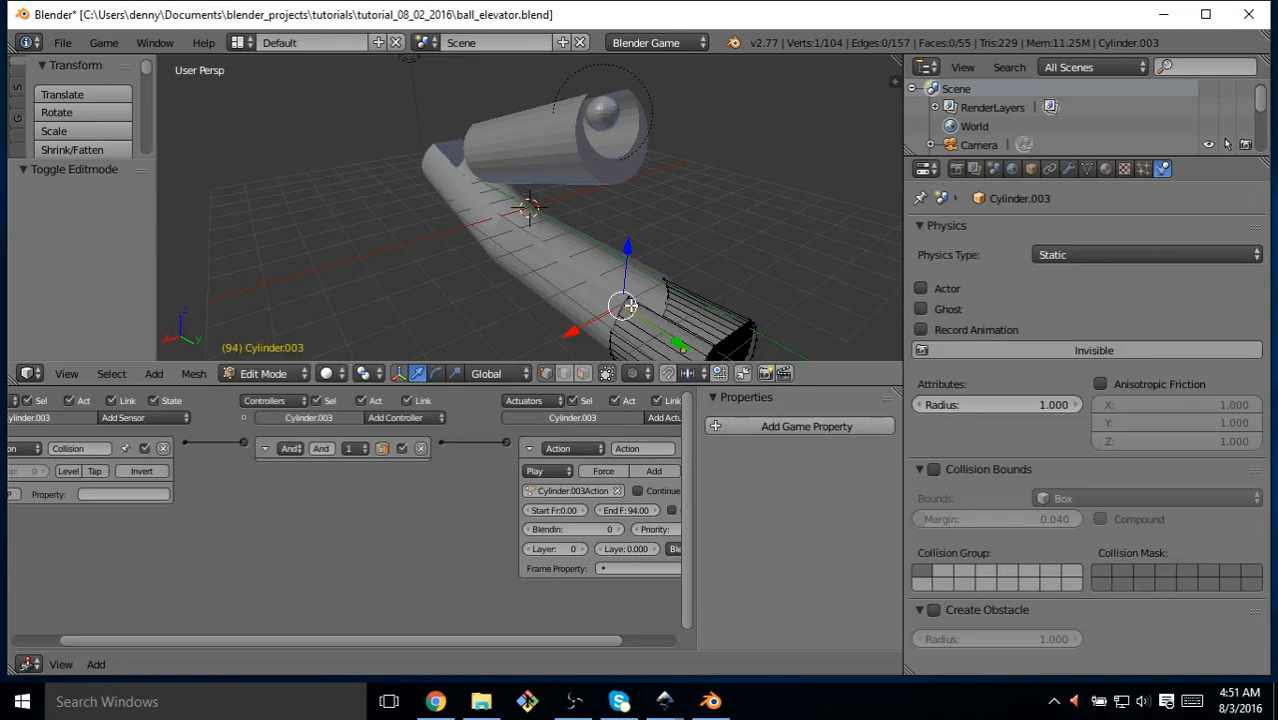 Blender* [C:\Users\denny\Documents\blender_projects\tutorials\tutorial_08_02_2016\ball_elevator.blend]
File Game Window Help Default Scene Blender Game v2.77 | Verts:1/104 | Edges:0/157 | Faces:0/55 | Tris:229 | Mem:11.25M | Cylinder.003
Transform
Translate
Rotate
Scale
Shrink/Fatten
Toggle Editmode
S
G
User Persp
z
y
x
(94) Cylinder.003
View Search All Scenes
Scene
RenderLayers
World
Camera
Cylinder.003
Physics
Physics Type: Static
Actor
Ghost
Record Animation
Invisible
Attributes: Anisotropic Friction
Radius: 1.000 X: 1.000
Y: 1.000
Z: 1.000
Collision Bounds
Bounds: Box
Margin: 0.040 Compound
Collision Group: Collision Mask:
Create Obstacle
Radius: 1.000
View Select Add Mesh Edit Mode Global
Sel Act Link State Controllers Sel Act Link Actuators Sel Act Link
ylinder.003 Add Sensor Cylinder.003 Add Controller Cylinder.003 Add Actu
on Collision And And 1 Action Action
ip: 0 Level Tap Invert Play Force Add
P Property: Cylinder.003Action Continue
Start Fr:0.00 End F: 94.00
Blendin: 0 Priority:
Layer: 0 Laye:0.000 Ble
Frame Property:
Properties
Add Game Property
View Add
Search Windows
4:51 AM
8/3/2016